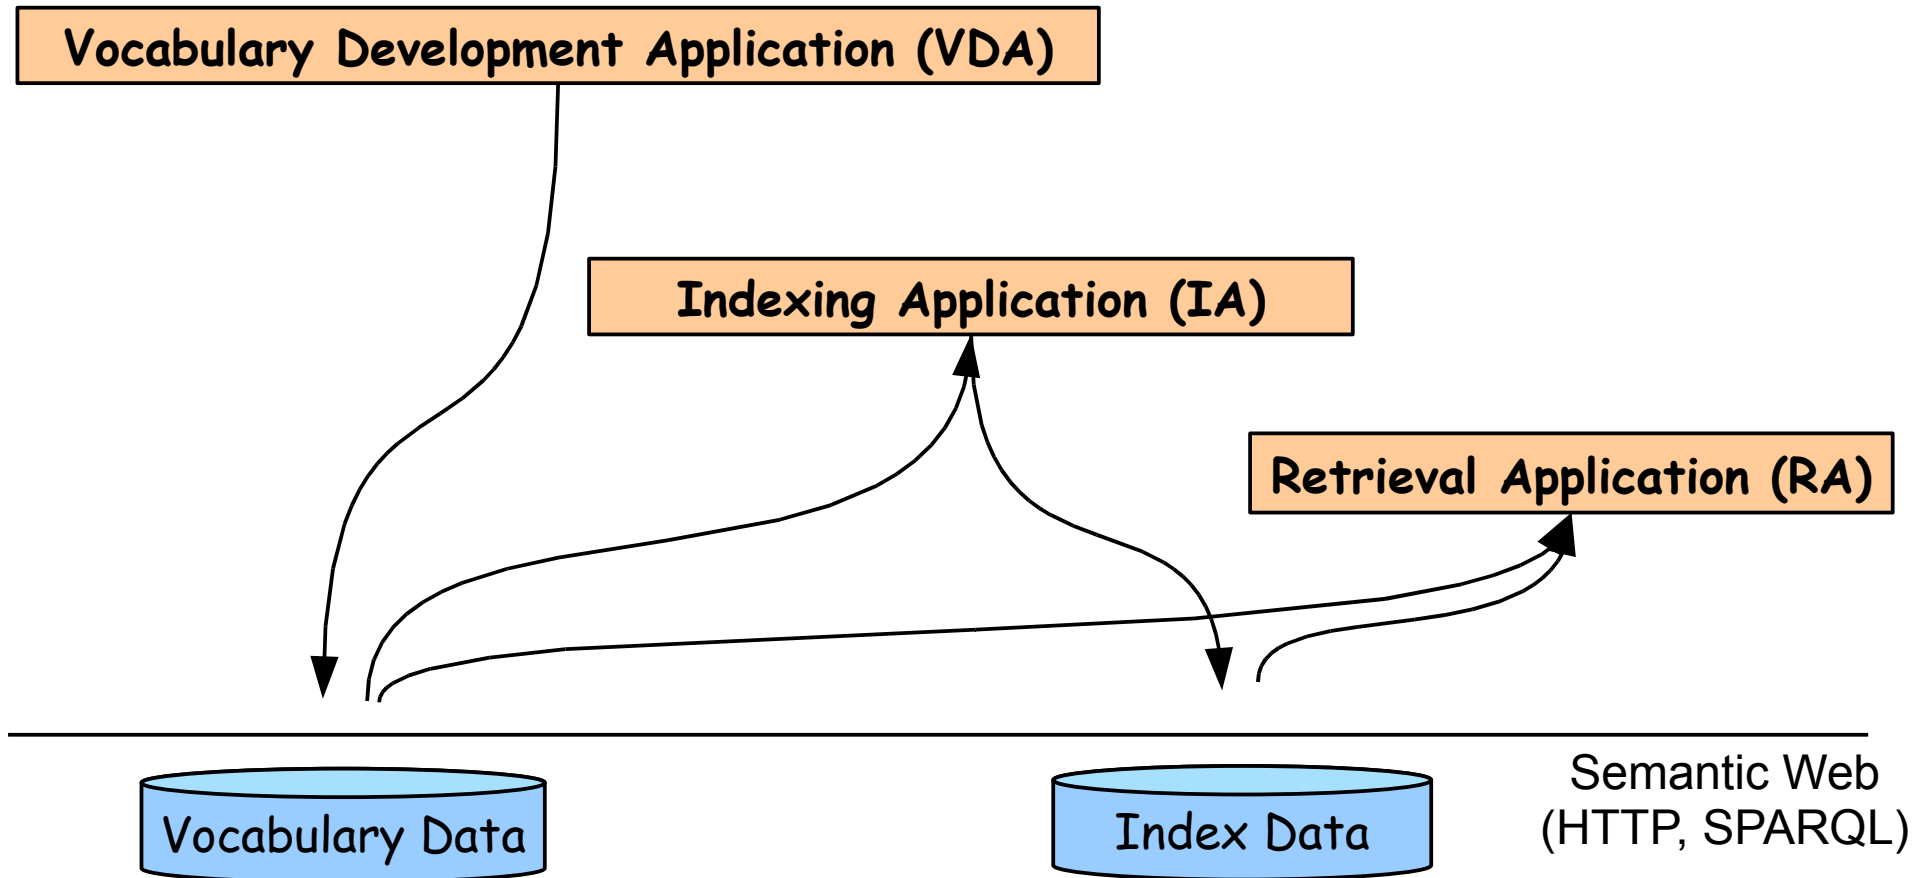 Vocabulary Development Application (VDA)
Indexing Application (IA)
Retrieval Application (RA)
Vocabulary Data
Index Data
Semantic Web
(HTTP, SPARQL)